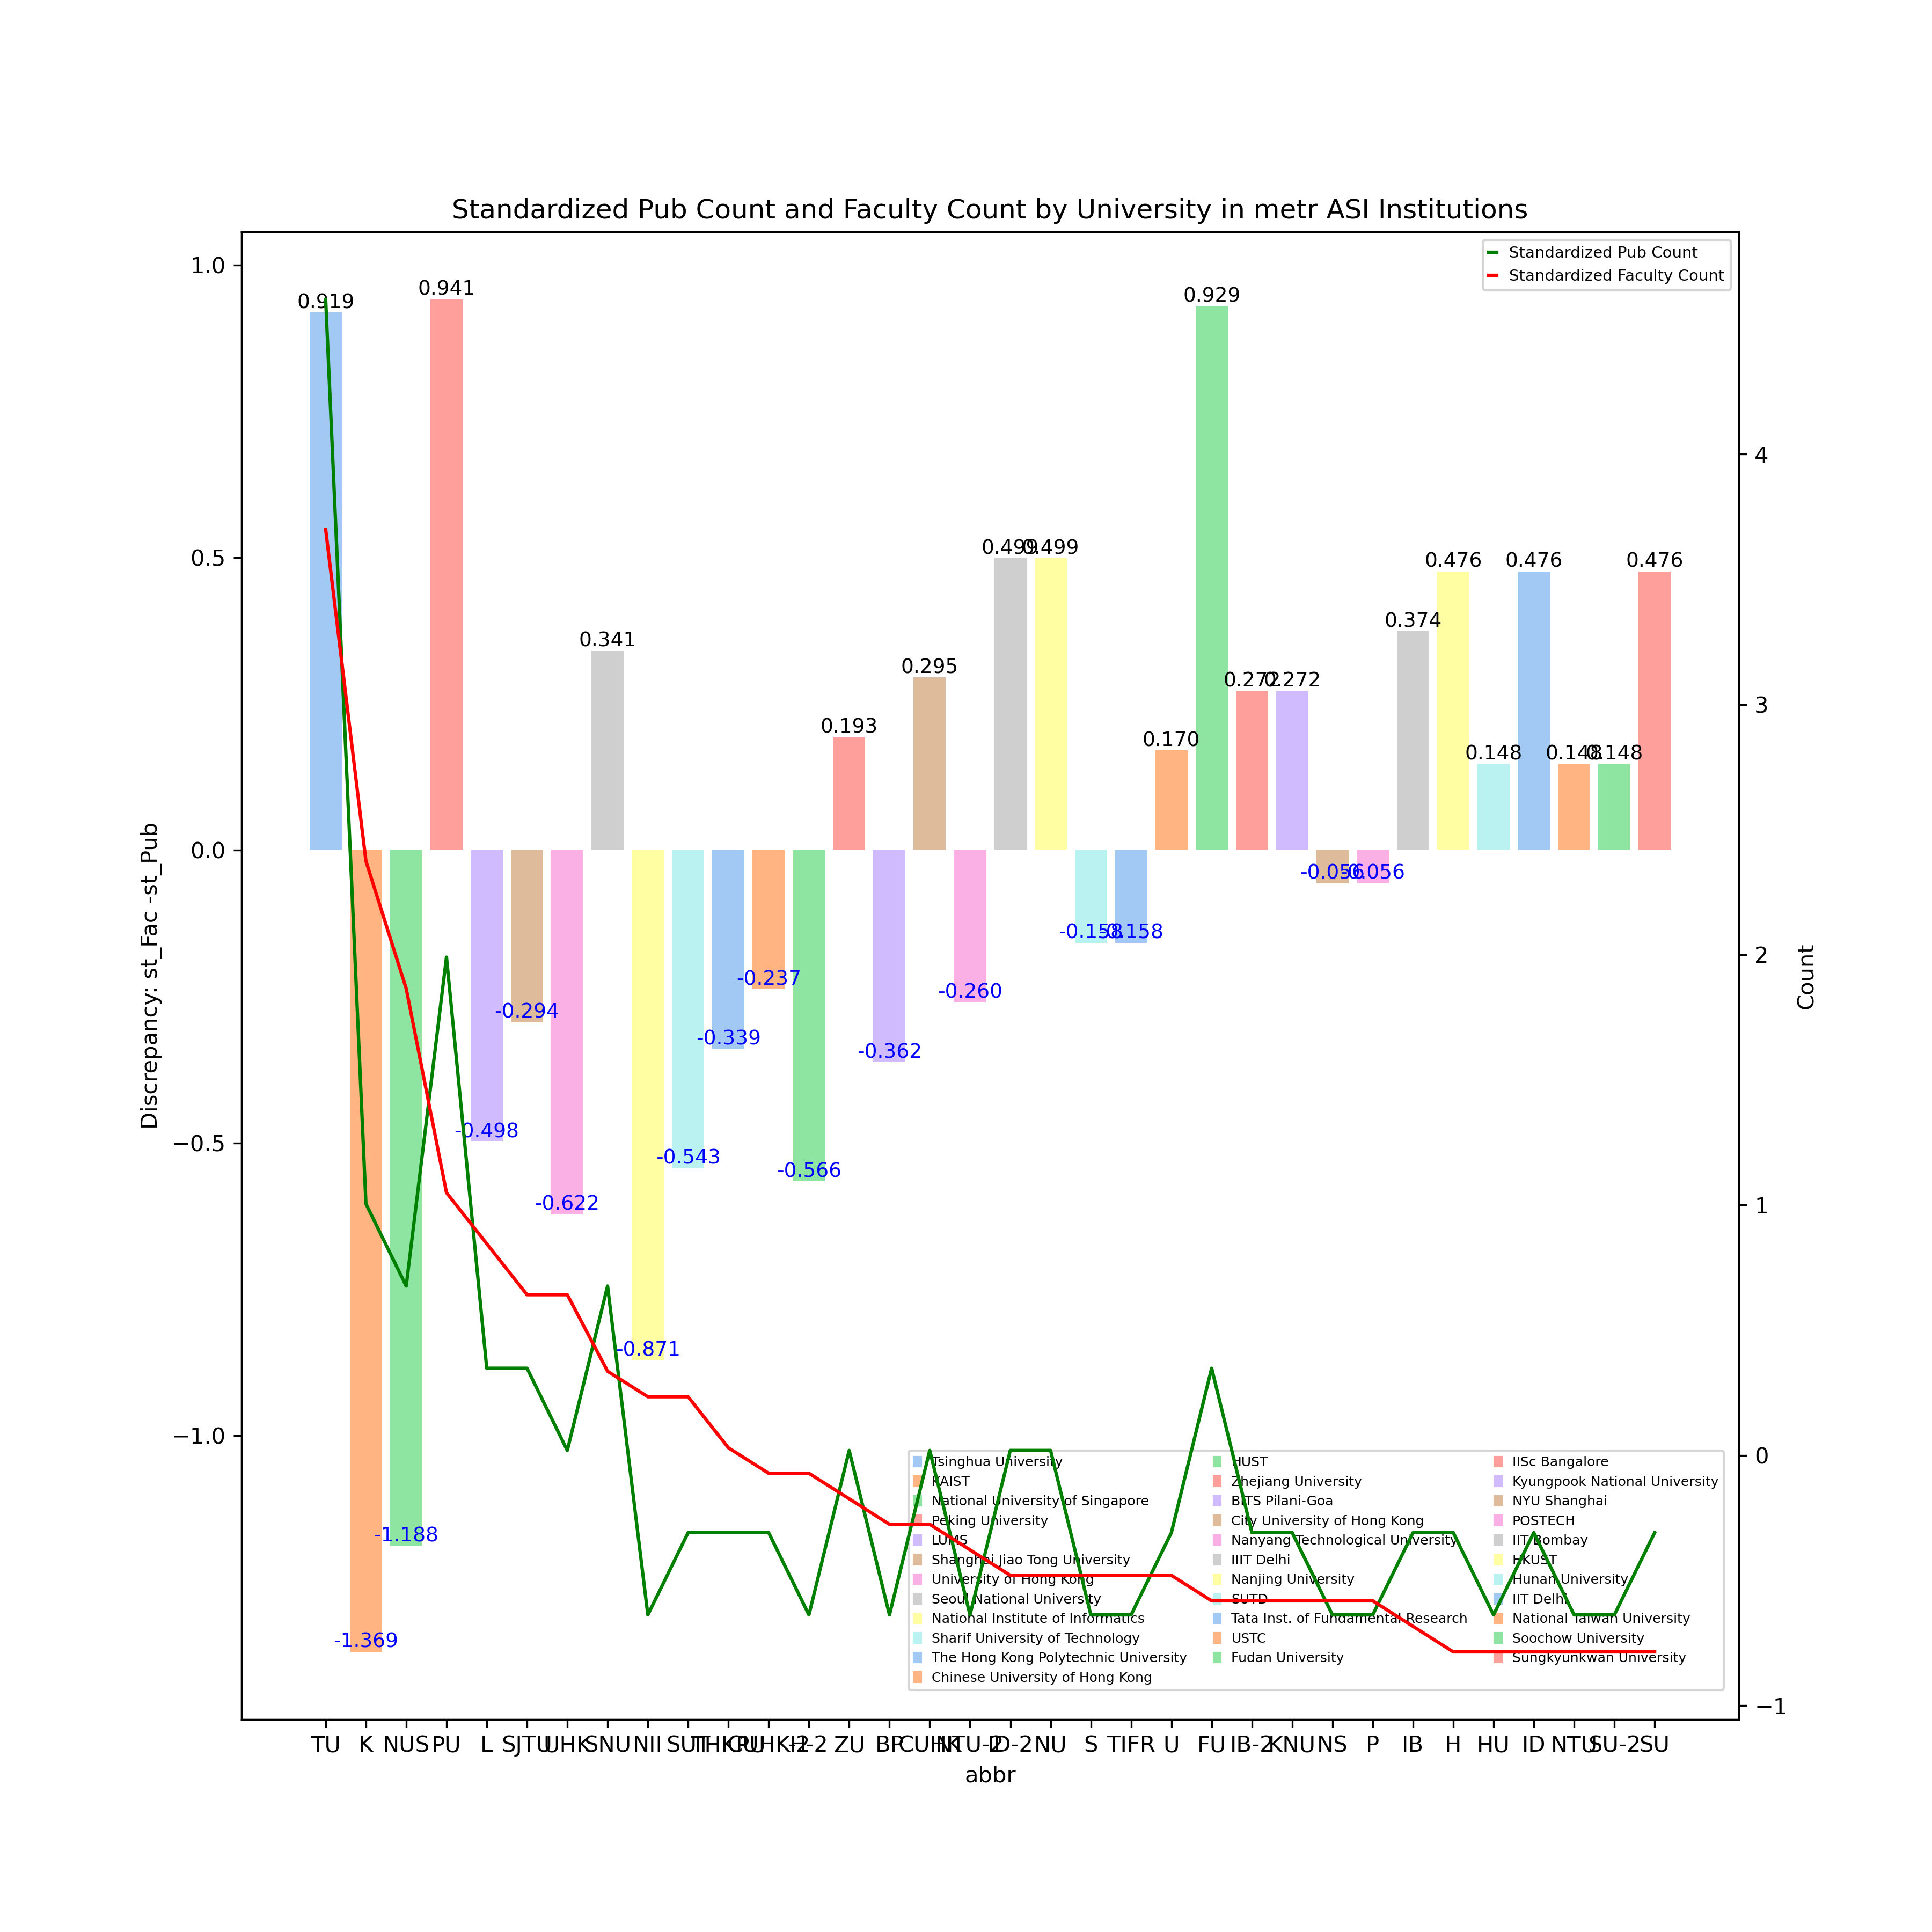 Standardized Pub Count and Faculty Count by University in metr ASI Institutions
Standardized Pub Count
Standardized Faculty Count
Discrepancy: st_Fac -st_Pub
1.0
0.5
0.0
−0.5
−1.0
0.919
-1.369
-1.188
0.941
-0.498
-0.294
-0.622
0.341
-0.871
-0.543
-0.339
-0.237
-0.566
0.193
-0.362
0.295
-0.260
0.499
0.499
-0.158
-0.158
0.170
0.929
0.272
0.272
-0.056
-0.056
0.374
0.476
0.148
0.476
0.148
0.148
0.476
4
3
2
1
0
−1
Count
Tsinghua University
KAIST
National University of Singapore
Peking University
LUMS
Shanghai Jiao Tong University
University of Hong Kong
Seoul National University
National Institute of Informatics
Sharif University of Technology
The Hong Kong Polytechnic University
Chinese University of Hong Kong
HUST
Zhejiang University
BITS Pilani-Goa
City University of Hong Kong
Nanyang Technological University
IIIT Delhi
Nanjing University
SUTD
Tata Inst. of Fundamental Research
USTC
Fudan University
IISc Bangalore
Kyungpook National University
NYU Shanghai
POSTECH
IIT Bombay
HKUST
Hunan University
IIT Delhi
National Taiwan University
Soochow University
Sungkyunkwan University
TU K NUS PU L SJTU UHK SNU NII SUT THKPU CUHK-2 H-2 ZU BP CUHK NTU-2 ID-2 NU S TIFR U FU IB-2 KNU NS P IB H HU ID NTU SU-2 SU
abbr